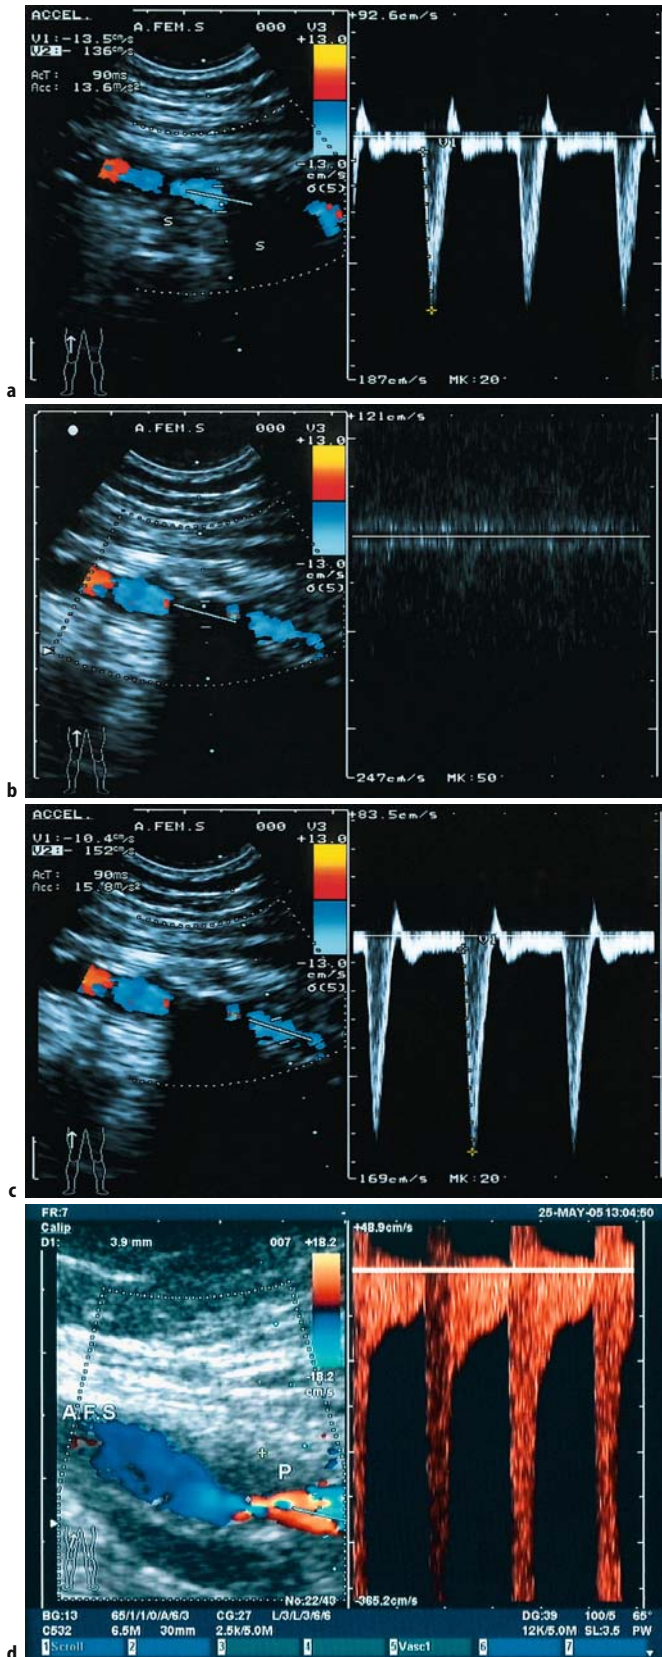 ACCEL.
A.FEM.S 000 V3
V1:-13.5cm/s
V2:- 136cm/s
AcT: 90ms
Acc: 13.6m/s²
+13.0
-13.0
cm/s
σ(5)
S
S
+92.6cm/s
V1
-187cm/s MK:20
a
A.FEM.S 000 V3
+13.0
-13.0
cm/s
σ(5)
+121cm/s
-247cm/s MK:50
b
ACCEL.
A.FEM.S 000 V3
V1:-10.4cm/s
V2:- 152cm/s
AcT: 90ms
Acc: 15.8m/s²
+13.0
-13.0
cm/s
σ(5)
+83.5cm/s
V1
-169cm/s MK:20
c
FR:7 25-MAY-05 13:04:50
Calip
D1: 3.9 mm 007 +18.2
-18.2
cm/s
+48.9cm/s
A.F.S
P
No:22/43
-365.2cm/s
BG:13 65/1/1/0/A/6/3 CG:27 L/3/L/3/6/6 DG:39 100/5 65°
C532 6.5M 30mm 2.5k/5.0M 12K/5.0M SL:3.5 PW
1 Scroll 2 3 4 5 Vasc1 6 7
d